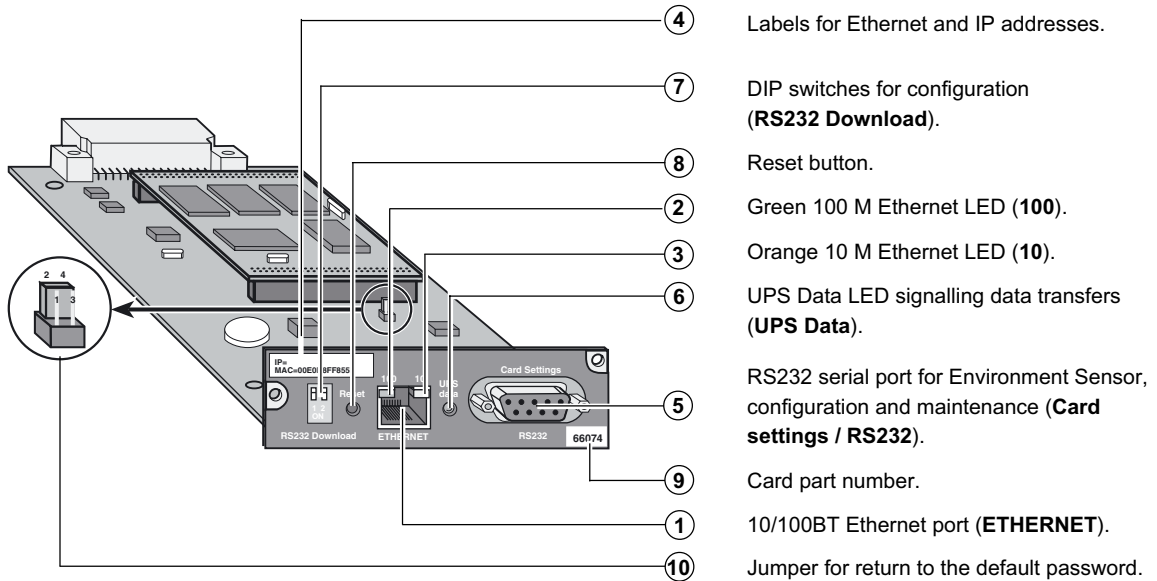 4 Labels for Ethernet and IP addresses.
7 DIP switches for configuration
(RS232 Download).
8 Reset button.
2 Green 100 M Ethernet LED (100).
3 Orange 10 M Ethernet LED (10).
6 UPS Data LED signalling data transfers
(UPS Data).
5 RS232 serial port for Environment Sensor,
configuration and maintenance (Card
settings / RS232).
9 Card part number.
1 10/100BT Ethernet port (ETHERNET).
10 Jumper for return to the default password.
2 4
1 3
IP=
Card Settings
100
UPS
data
Reset
1 2
ON
RS232 Download
ETHERNET
RS232
66074